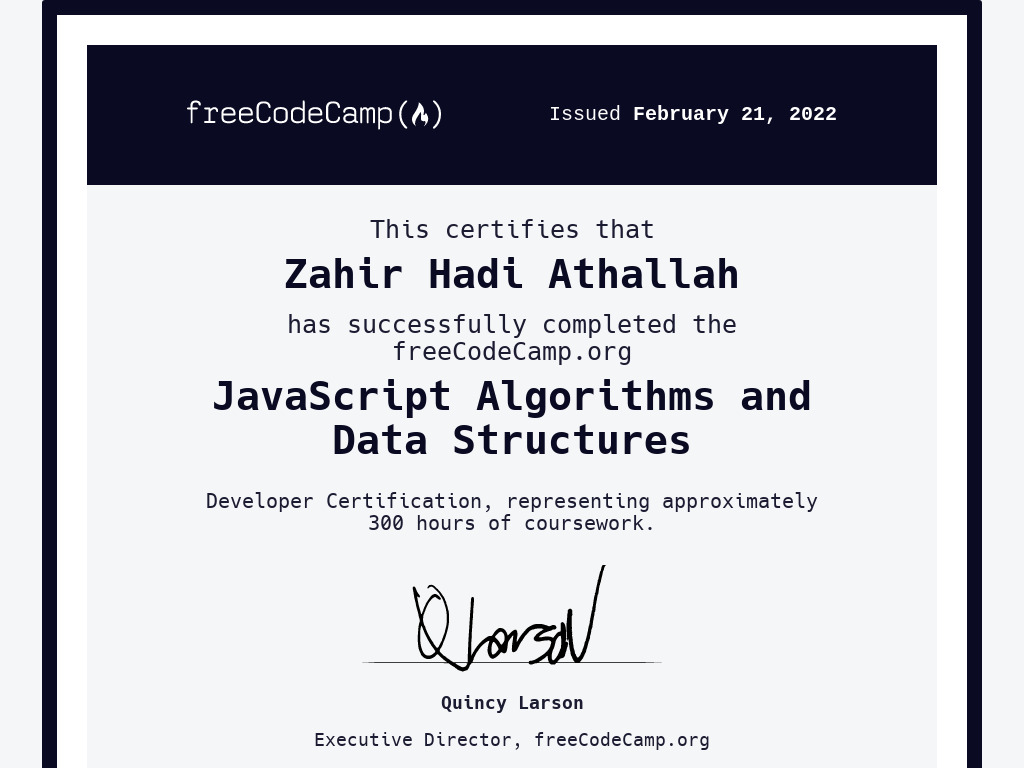 freeCodeCamp(🔥)
Issued February 21, 2022
This certifies that
Zahir Hadi Athallah
has successfully completed the
freeCodeCamp.org
JavaScript Algorithms and
Data Structures
Developer Certification, representing approximately
300 hours of coursework.
Q Larson
Quincy Larson
Executive Director, freeCodeCamp.org